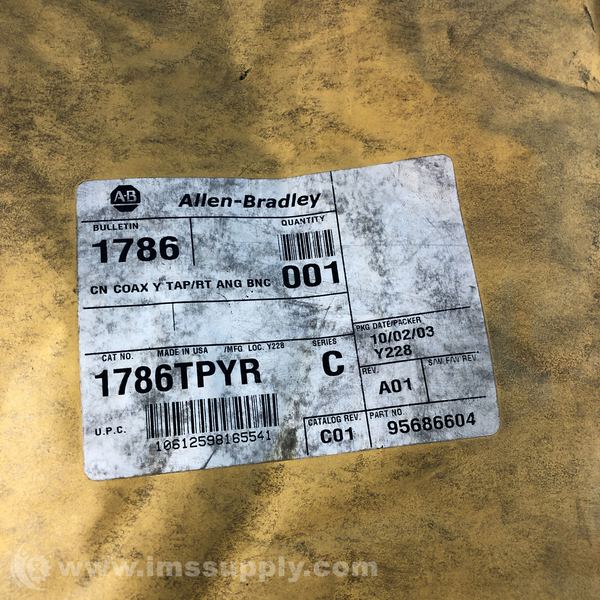 A-B Allen-Bradley
BULLETIN
1786
QUANTITY
001
CN COAX Y TAP/RT ANG BNC
PKG DATE/PACKER
10/02/03
Y228
CAT NO. MADE IN USA /MFG. LOC. Y228 SERIES
1786TPYR C
REV.
A01
S/W F/W REV.
U.P.C.
10612598165541
CATALOG REV.
C01
PART NO.
95686604
www.imssupply.com